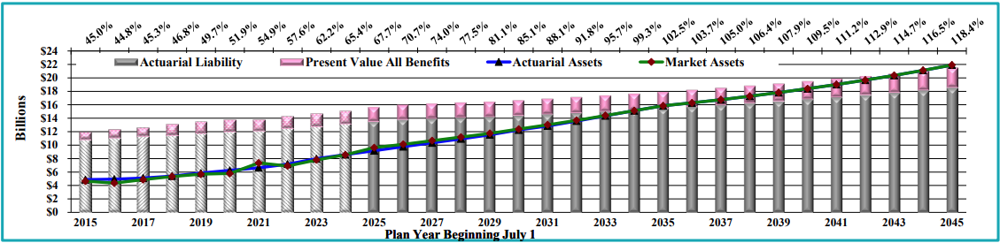 45.0% 44.8% 45.3% 46.8% 49.7% 51.9% 54.9% 57.6% 62.2% 65.4% 67.7% 70.7% 74.0% 77.5% 81.1% 85.1% 88.1% 91.8% 95.7% 99.3% 102.5% 103.7% 105.0% 106.4% 107.9% 109.5% 111.2% 112.9% 114.7% 116.5% 118.4%
Actuarial Liability Present Value All Benefits Actuarial Assets Market Assets
Billions
$24
$22
$20
$18
$16
$14
$12
$10
$8
$6
$4
$2
$0
2015 2017 2019 2021 2023 2025 2027 2029 2031 2033 2035 2037 2039 2041 2043 2045
Plan Year Beginning July 1